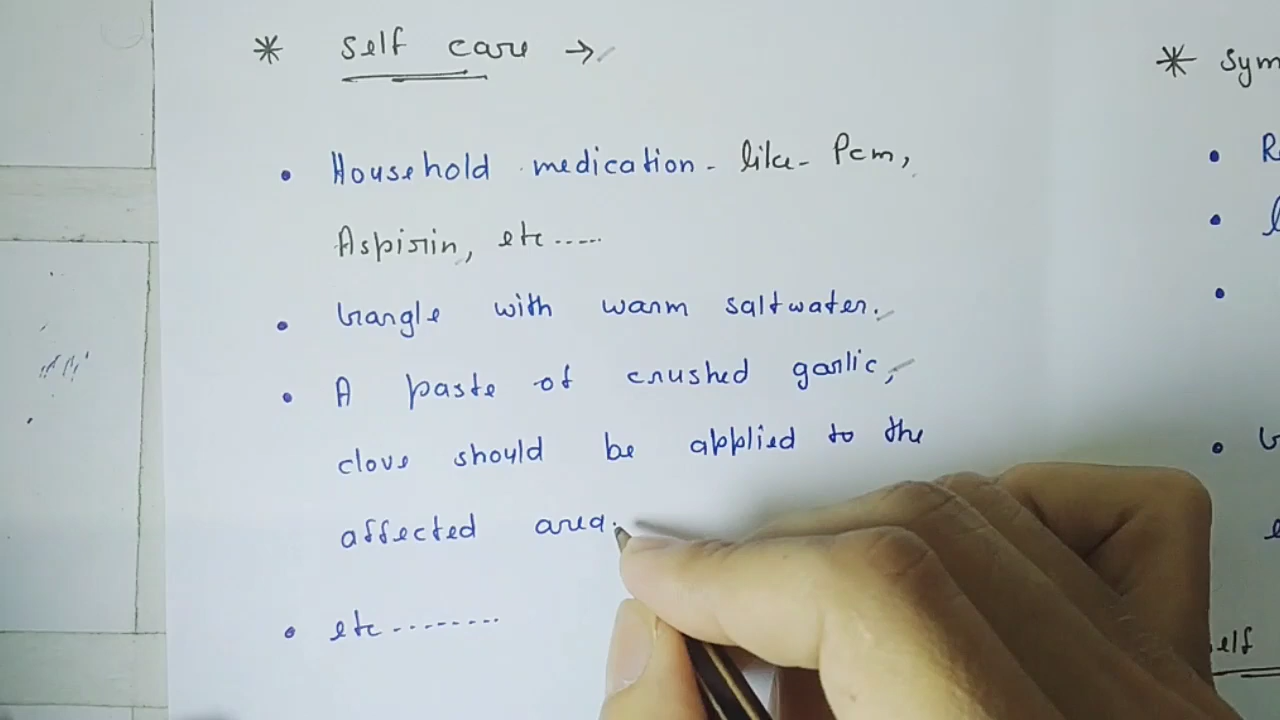 * Self care →
• Household medication - like - Pcm,
Aspirin, etc.....
• Gargle with warm saltwater.
• A paste of crushed garlic,
clove should be applied to the
affected area.
• etc........
* Sym
elf